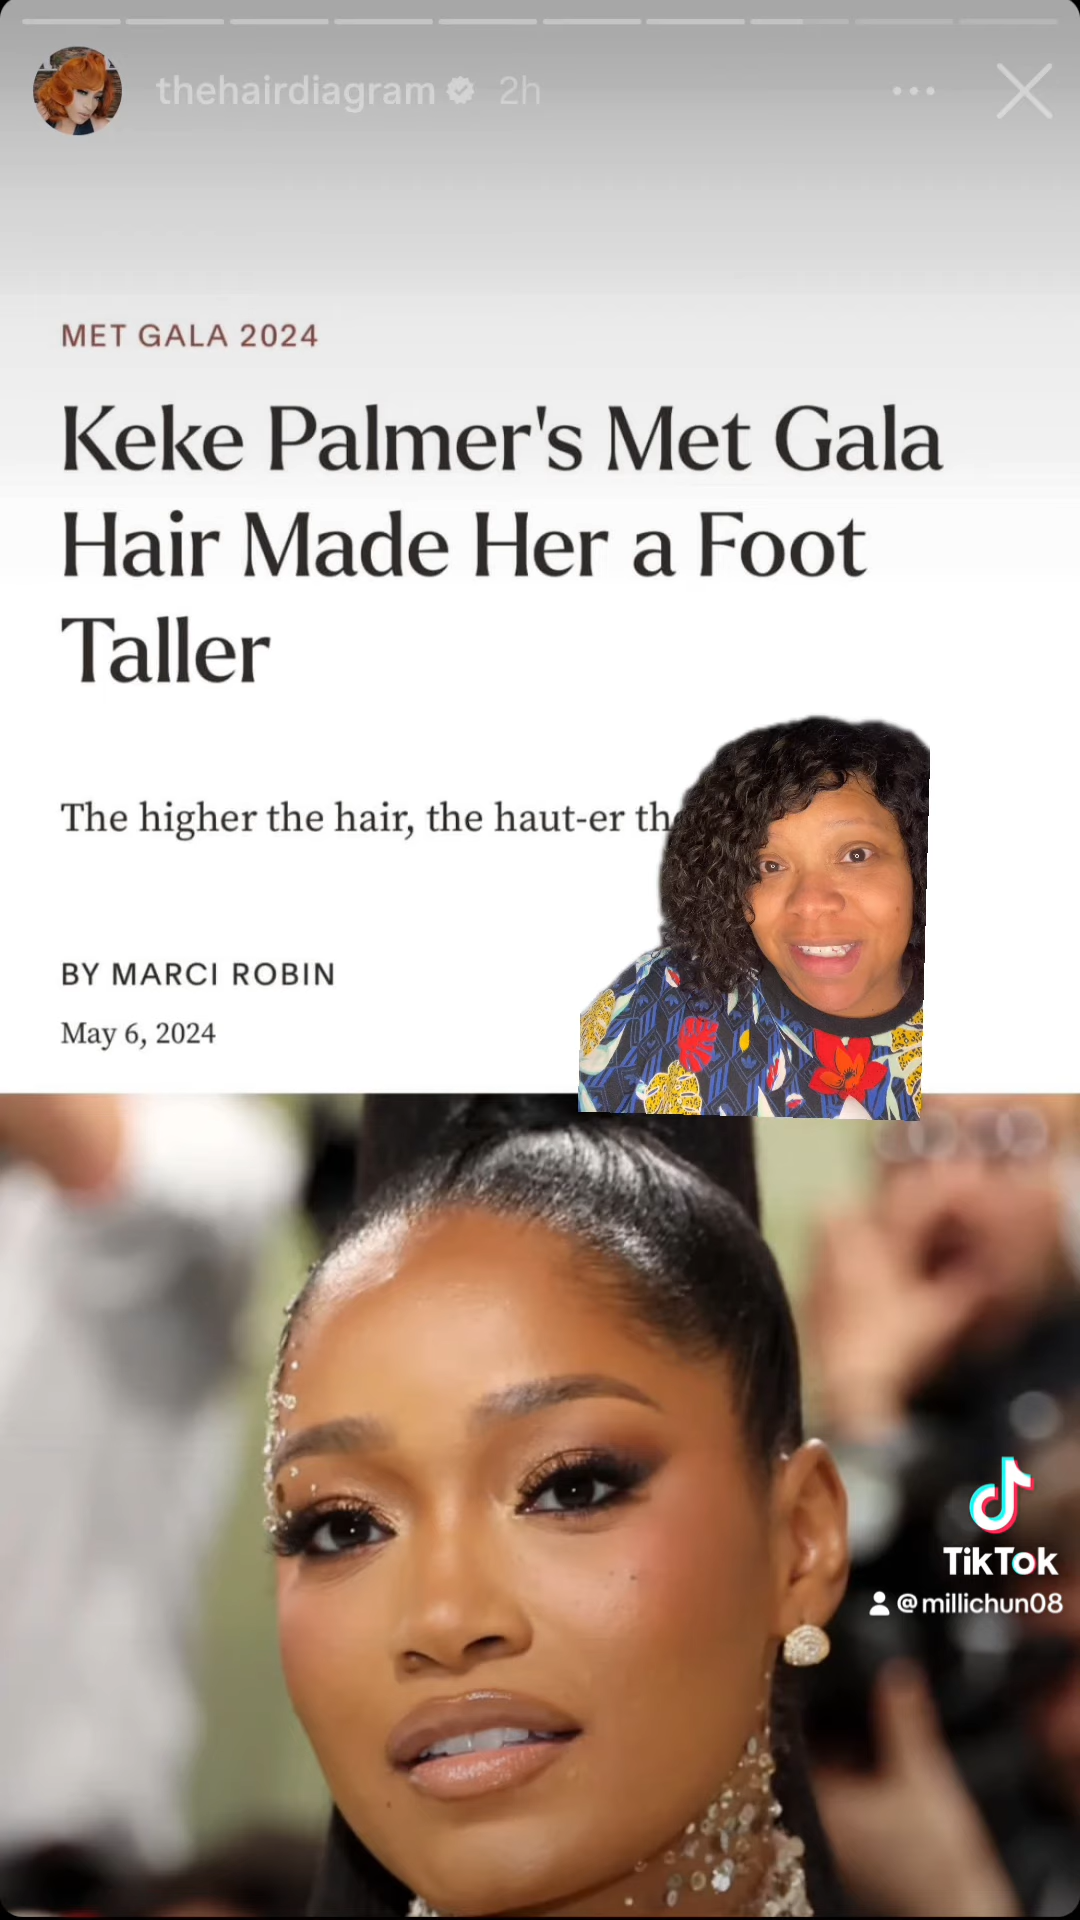 thehairdiagram 2h
MET GALA 2024
Keke Palmer's Met Gala
Hair Made Her a Foot
Taller
The higher the hair, the haut-er th
BY MARCI ROBIN
May 6, 2024
TikTok
@millichun08